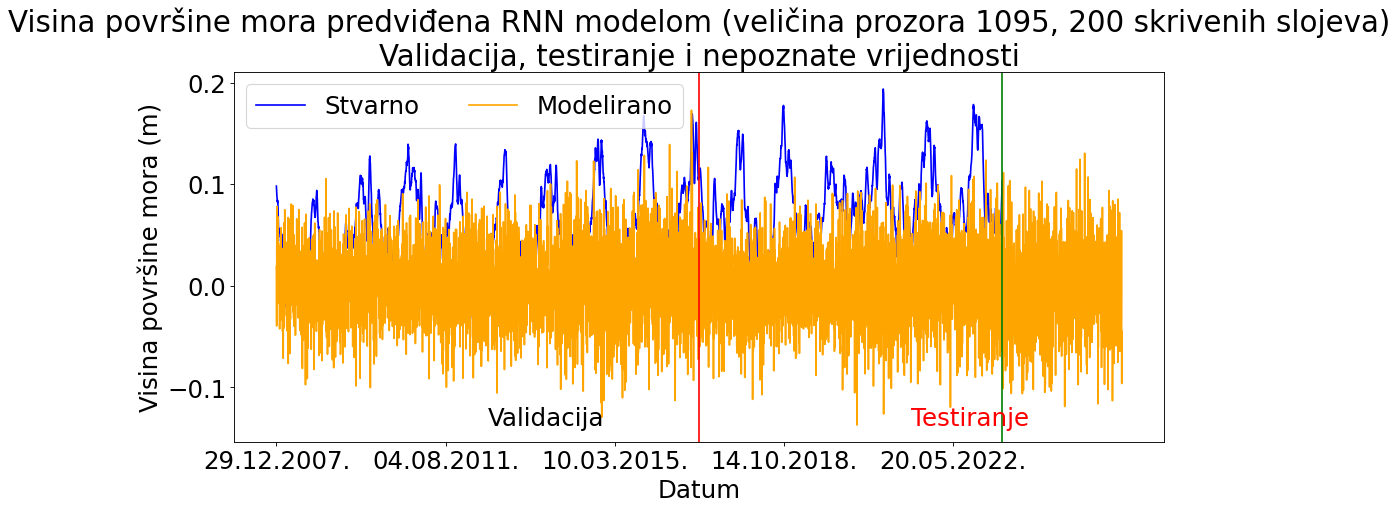 Visina površine mora predviđena RNN modelom (veličina prozora 1095, 200 skrivenih slojeva)
Validacija, testiranje i nepoznate vrijednosti
Stvarno
Modelirano
Visina površine mora (m)
0.2
0.1
0.0
−0.1
Validacija
Testiranje
29.12.2007.
04.08.2011.
10.03.2015.
14.10.2018.
20.05.2022.
Datum